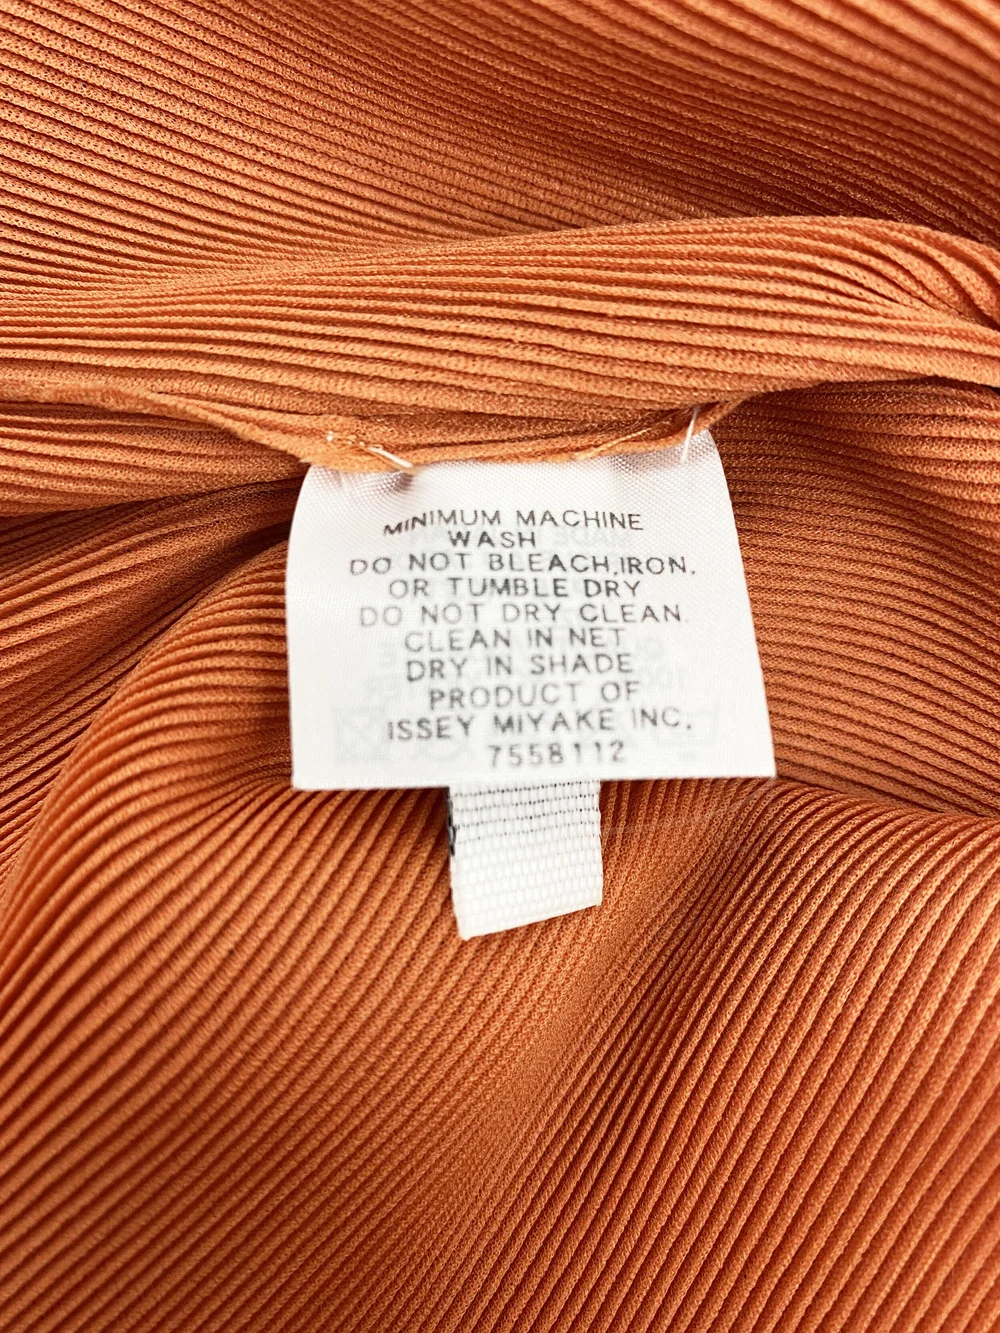 MINIMUM MACHINE
WASH
DO NOT BLEACH,IRON.
OR TUMBLE DRY
DO NOT DRY CLEAN.
CLEAN IN NET
DRY IN SHADE
PRODUCT OF
ISSEY MIYAKE INC.
7558112